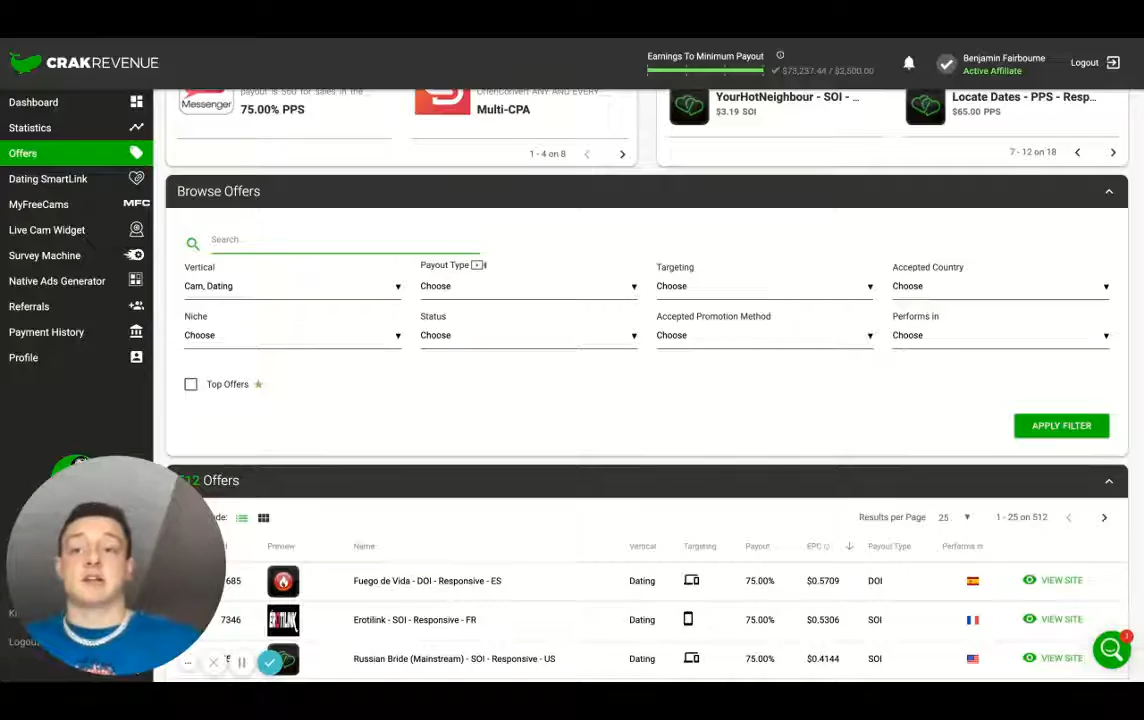 CRAKREVENUE
Earnings To Minimum Payout
$73,237.44 / $2,500.00
Benjamin Fairbourne
Active Affiliate
Logout
Dashboard
Statistics
Offers
Dating SmartLink
MyFreeCams
MFC
Live Cam Widget
Survey Machine
Native Ads Generator
Referrals
Payment History
Profile
Messenger
75.00% PPS
Multi-CPA
1 - 4 on 8
YourHotNeighbour - SOI - ...
$3.19 SOI
Locate Dates - PPS - Resp...
$65.00 PPS
7 - 12 on 18
Browse Offers
Search...
Vertical
Cam, Dating
Payout Type
Choose
Targeting
Choose
Accepted Country
Choose
Niche
Choose
Status
Choose
Accepted Promotion Method
Choose
Performs in
Choose
Top Offers
APPLY FILTER
512 Offers
Results per Page 25
1 - 25 on 512
Preview Name Vertical Targeting Payout EPC Payout Type Performs in
685 Fuego de Vida - DOI - Responsive - ES Dating 75.00% $0.5709 DOI VIEW SITE
7346 Erotilink - SOI - Responsive - FR Dating 75.00% $0.5306 SOI VIEW SITE
Russian Bride (Mainstream) - SOI - Responsive - US Dating 75.00% $0.4144 SOI VIEW SITE
1